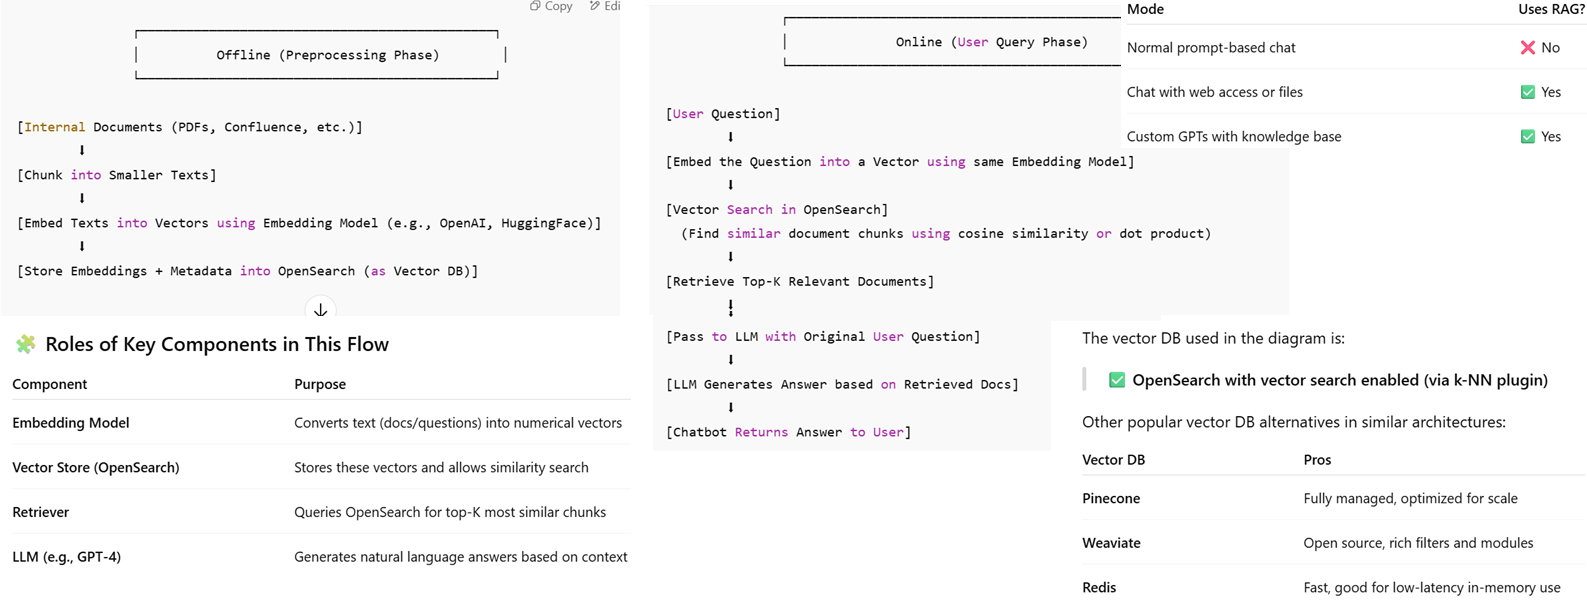 Copy Edi
Offline (Preprocessing Phase)
[Internal Documents (PDFs, Confluence, etc.)]
[Chunk into Smaller Texts]
[Embed Texts into Vectors using Embedding Model (e.g., OpenAI, HuggingFace)]
[Store Embeddings + Metadata into OpenSearch (as Vector DB)]
Online (User Query Phase)
[User Question]
[Embed the Question into a Vector using same Embedding Model]
[Vector Search in OpenSearch]
(Find similar document chunks using cosine similarity or dot product)
[Retrieve Top-K Relevant Documents]
[Pass to LLM with Original User Question]
[LLM Generates Answer based on Retrieved Docs]
[Chatbot Returns Answer to User]
Mode Uses RAG?
Normal prompt-based chat ❌ No
Chat with web access or files ✅ Yes
Custom GPTs with knowledge base ✅ Yes
🧩 Roles of Key Components in This Flow
Component Purpose
Embedding Model Converts text (docs/questions) into numerical vectors
Vector Store (OpenSearch) Stores these vectors and allows similarity search
Retriever Queries OpenSearch for top-K most similar chunks
LLM (e.g., GPT-4) Generates natural language answers based on context
The vector DB used in the diagram is:
✅ OpenSearch with vector search enabled (via k-NN plugin)
Other popular vector DB alternatives in similar architectures:
Vector DB Pros
Pinecone Fully managed, optimized for scale
Weaviate Open source, rich filters and modules
Redis Fast, good for low-latency in-memory use